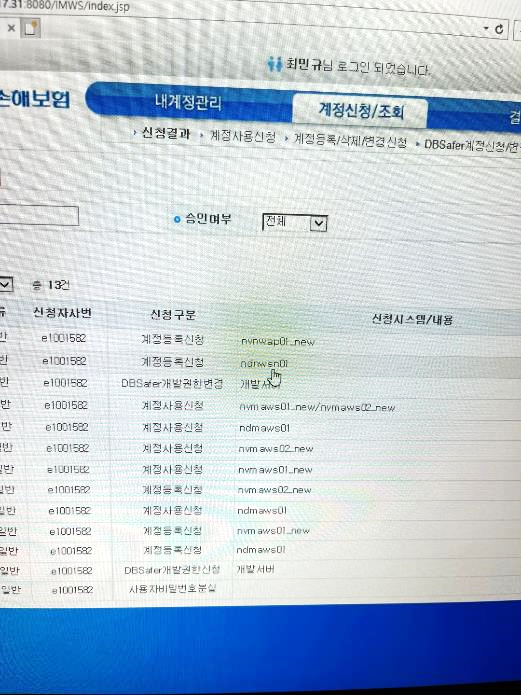 17.31:8080/IMWS/index.jsp
최민규님 로그인 되었습니다.
손해보험 내계정관리 계정신청/조회
신청결과 계정사용신청 계정등록/삭제/변경신청 DBSafer계정신청/변
승인여부 전체
총 13건
신청자사번 신청구분 신청시스템/내용
e1001582 계정등록신청 nvnwap01_new
e1001582 계정등록신청 ndnwsn01
e1001582 DBSafer개발권한변경 개발서버
e1001582 계정사용신청 nvmaws01_new/nvmaws02_new
e1001582 계정사용신청 ndmaws01
일반 e1001582 계정사용신청 nvmaws02_new
일반 e1001582 계정사용신청 nvmaws01_new
일반 e1001582 계정등록신청 nvmaws02_new
일반 e1001582 계정사용신청 ndmaws01
일반 e1001582 계정등록신청 nvmaws01_new
일반 e1001582 계정등록신청 ndmaws01
일반 e1001582 DBSafer개발권한신청 개발서버
일반 e1001582 사용자비밀번호분실